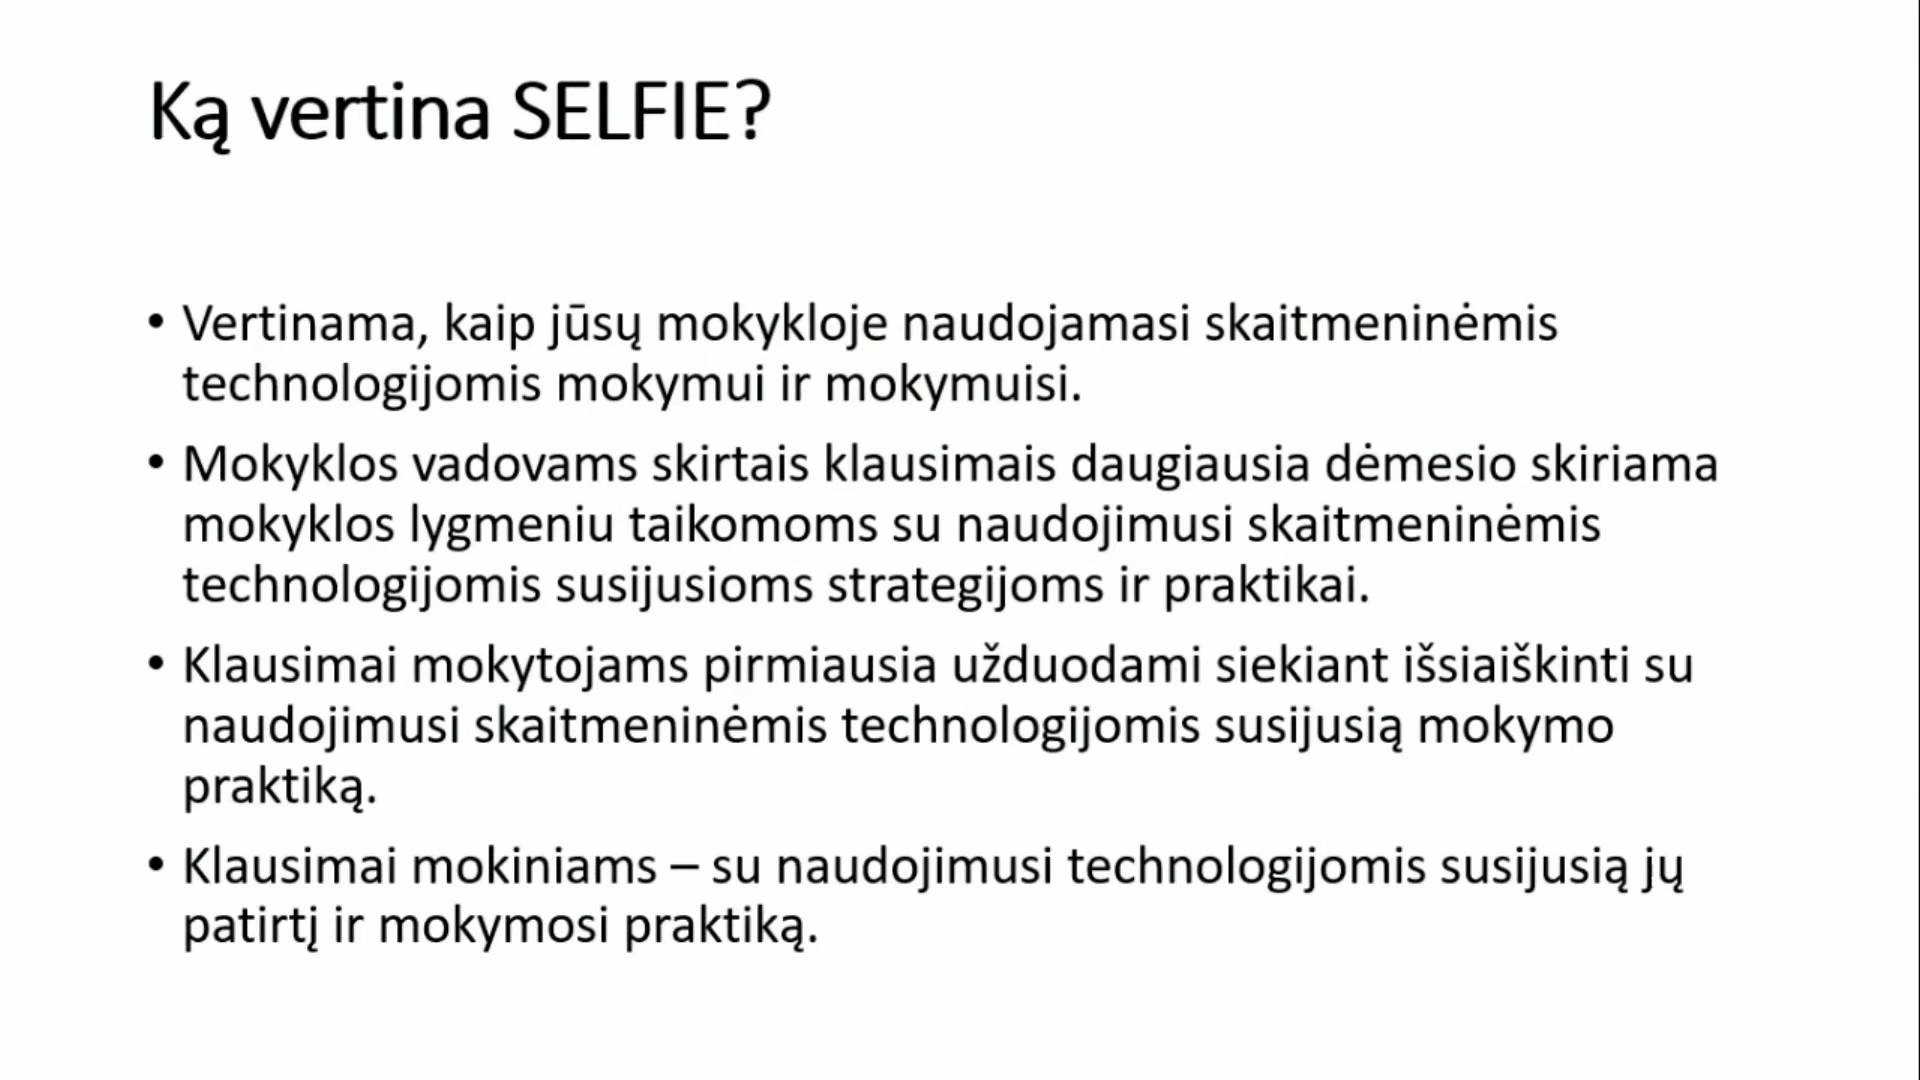 Ką vertina SELFIE?
• Vertinama, kaip jūsų mokykloje naudojamasi skaitmeninėmis
technologijomis mokymui ir mokymuisi.
• Mokyklos vadovams skirtais klausimais daugiausia dėmesio skiriama
mokyklos lygmeniu taikomoms su naudojimusi skaitmeninėmis
technologijomis susijusioms strategijoms ir praktikai.
• Klausimai mokytojams pirmiausia užduodami siekiant išsiaiškinti su
naudojimusi skaitmeninėmis technologijomis susijusią mokymo
praktiką.
• Klausimai mokiniams – su naudojimusi technologijomis susijusią jų
patirtį ir mokymosi praktiką.